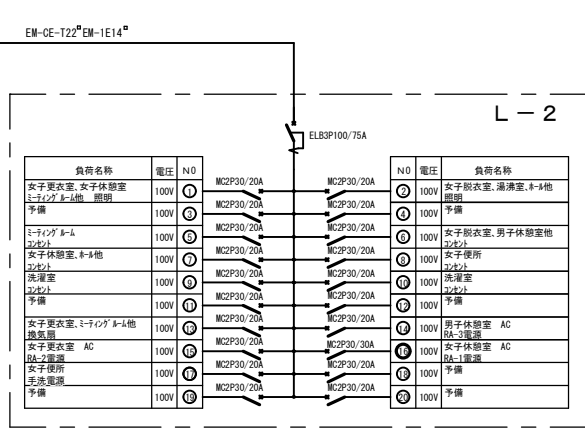 EM-CE-T22□EM-1E14□
L－2
ELB3P100/75A
負荷名称 電圧 NO
NO 電圧 負荷名称
女子更衣室、女子休憩室
ミーティングルーム他 照明
100V ① MC2P30/20A
MC2P30/20A ② 100V
女子脱衣室、湯沸室、ホール他
照明
予備 100V ③ MC2P30/20A
MC2P30/20A ④ 100V 予備
ミーティングルーム
コンセント
100V ⑤ MC2P30/20A
MC2P30/20A ⑥ 100V
女子脱衣室、男子休憩室他
コンセント
女子休憩室、ホール他
コンセント
100V ⑦ MC2P30/20A
MC2P30/20A ⑧ 100V
女子便所
コンセント
洗濯室
コンセント
100V ⑨ MC2P30/20A
MC2P30/20A ⑩ 100V
洗濯室
コンセント
予備 100V ⑪ MC2P30/20A
MC2P30/20A ⑫ 100V 予備
女子更衣室、ミーティングルーム他
換気扇
100V ⑬ MC2P30/20A
MC2P30/20A ⑭ 100V
男子休憩室 AC
RA-3電源
女子更衣室 AC
RA-2電源
100V ⑮ MC2P30/20A
MC2P30/30A ⑯ 100V
女子休憩室 AC
RA-1電源
女子便所
手洗電源
100V ⑰ MC2P30/20A
MC2P30/20A ⑱ 100V 予備
予備 100V ⑲ MC2P30/20A
MC2P30/20A ⑳ 100V 予備